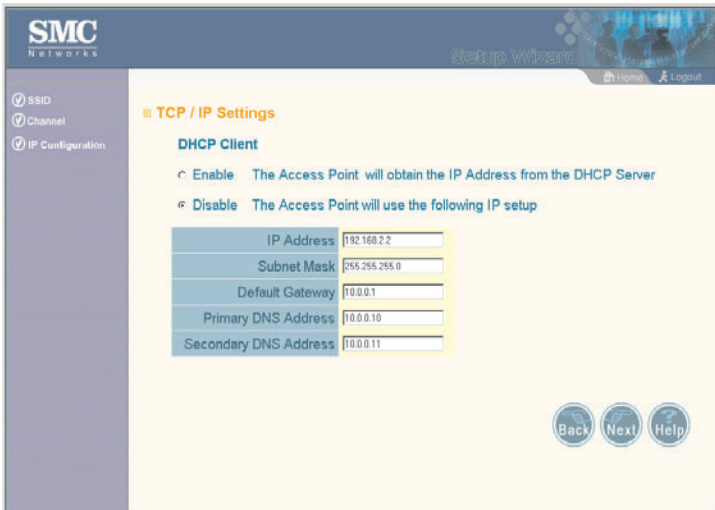 SMC
Networks
Setup Wizard
Home Logout
SSID
Channel
IP Configuration
TCP / IP Settings
DHCP Client
Enable The Access Point will obtain the IP Address from the DHCP Server
Disable The Access Point will use the following IP setup
IP Address 192.168.2.2
Subnet Mask 255.255.255.0
Default Gateway 10.0.0.1
Primary DNS Address 10.0.0.10
Secondary DNS Address 10.0.0.11
Back Next Help